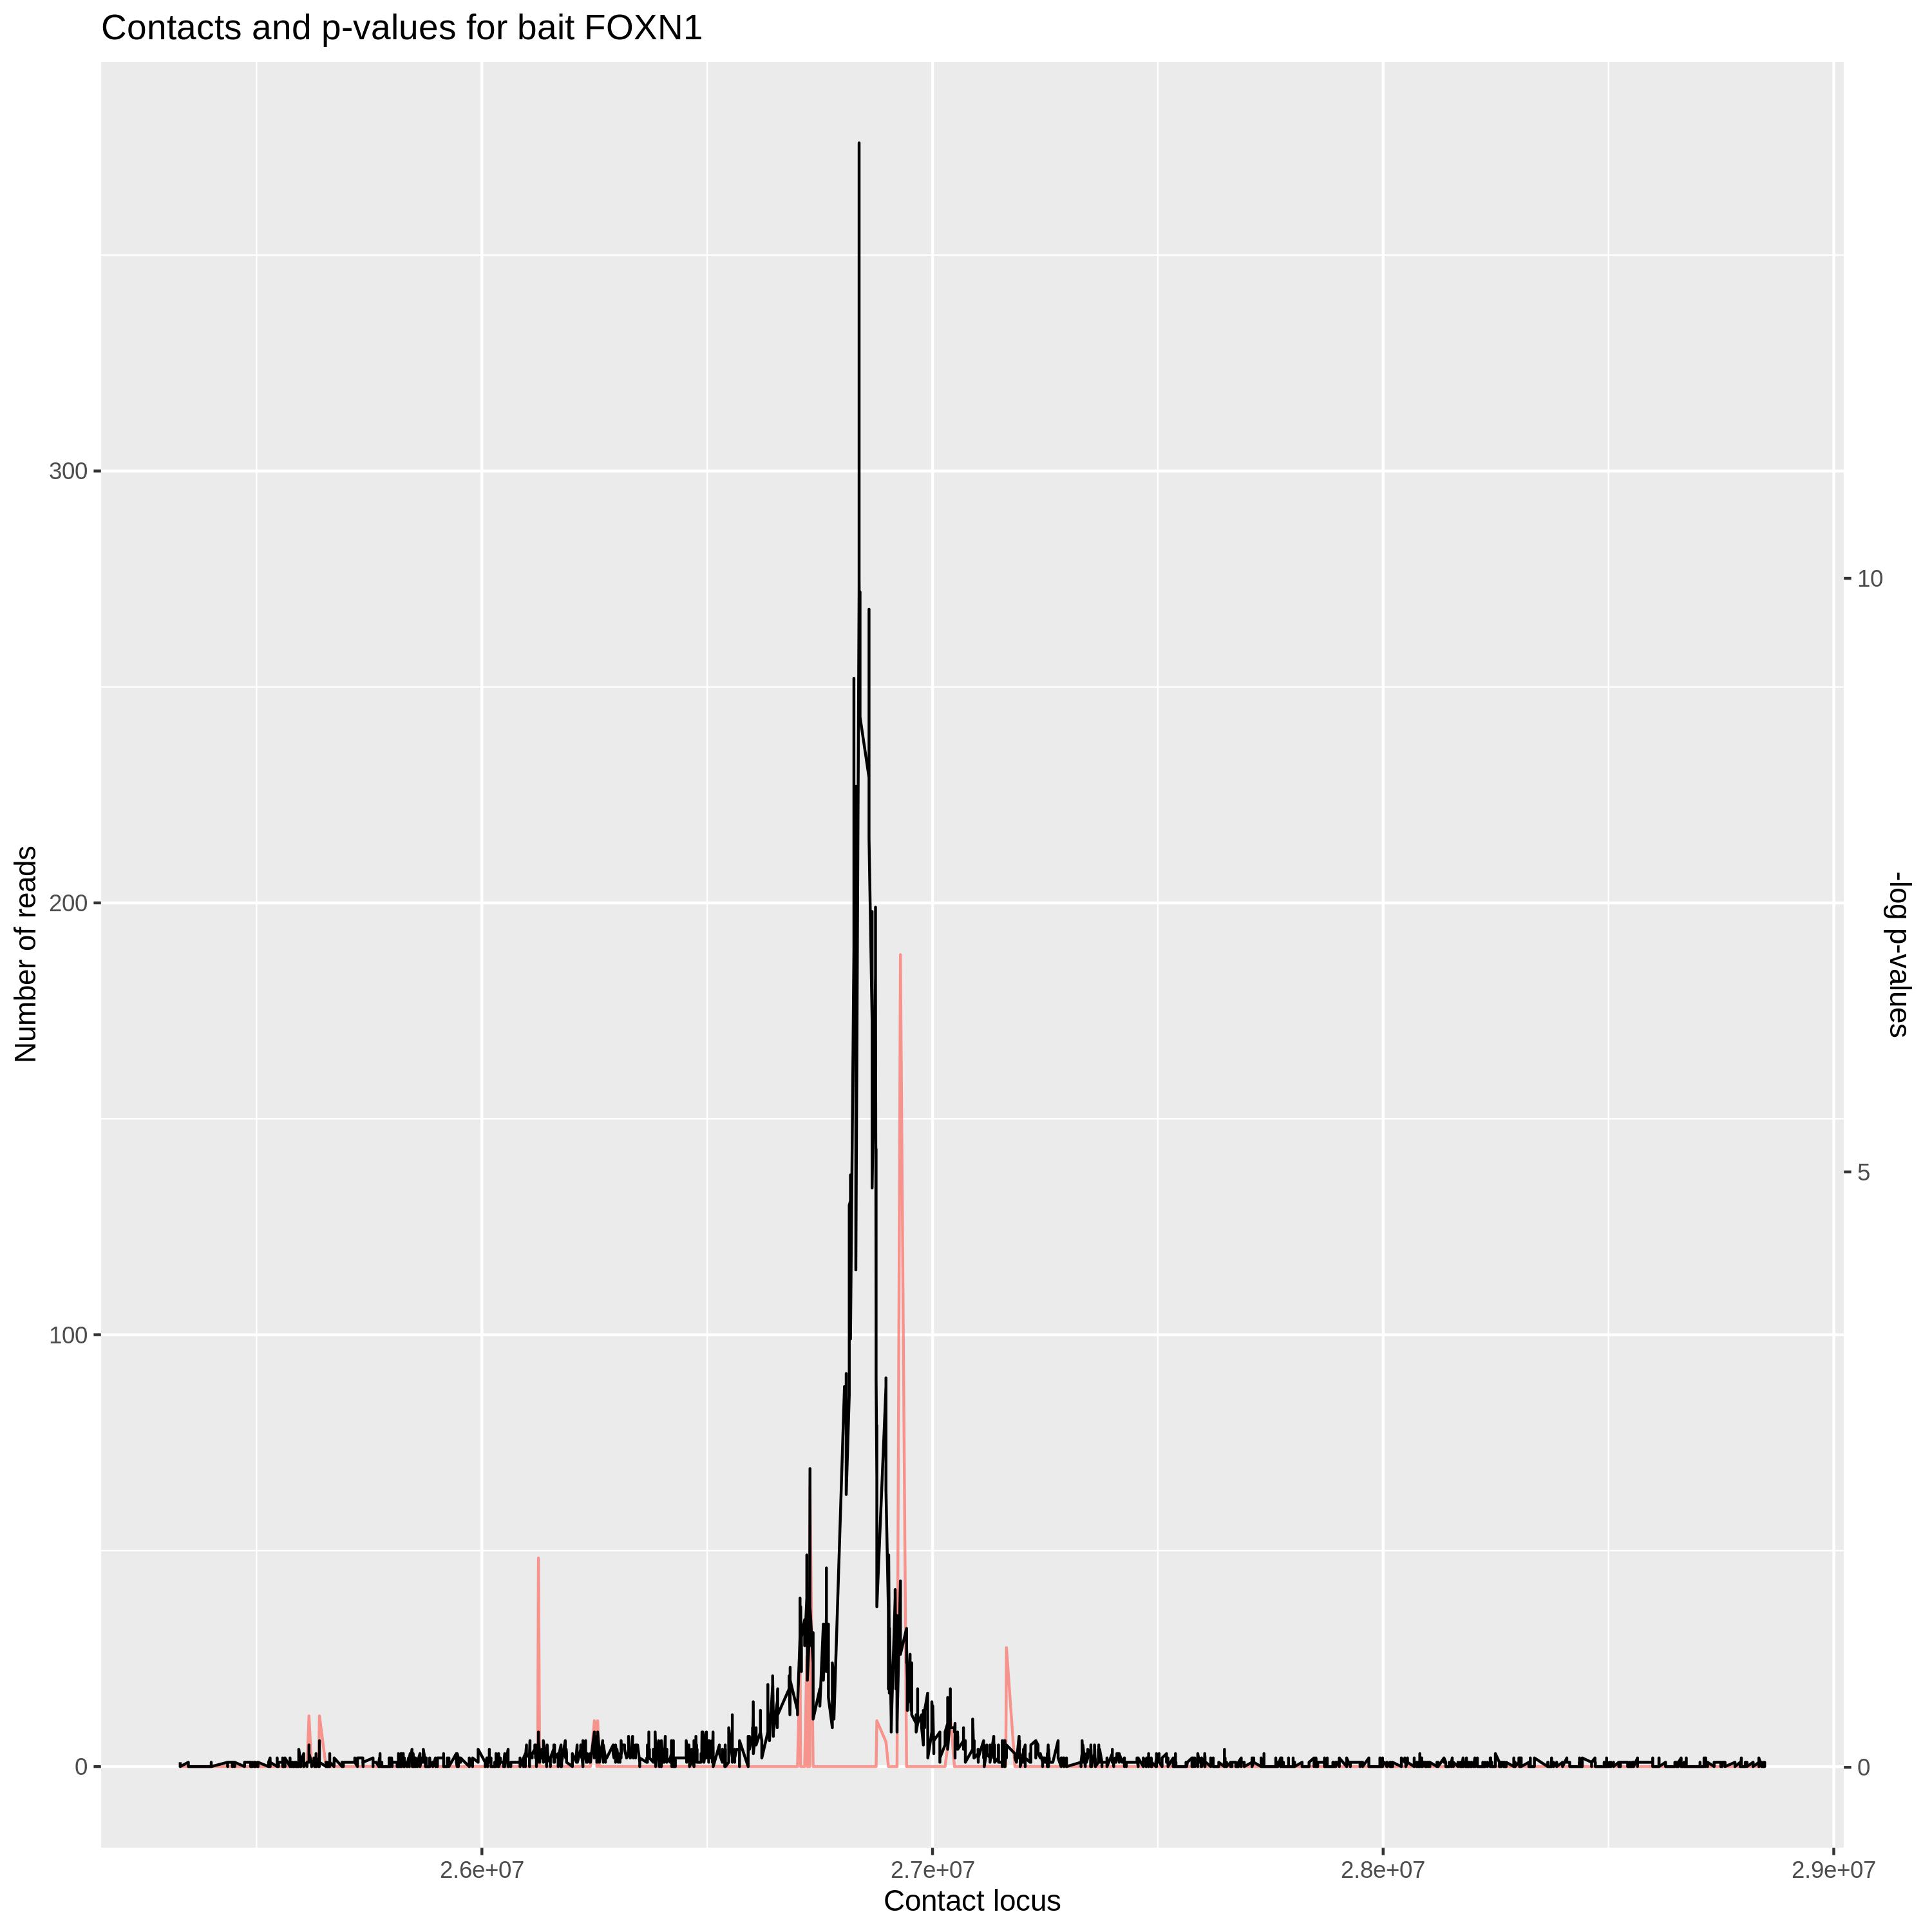 Contacts and p-values for bait FOXN1
Number of reads
300
200
100
0
10
5
0
-log p-values
2.6e+07
2.7e+07
2.8e+07
2.9e+07
Contact locus